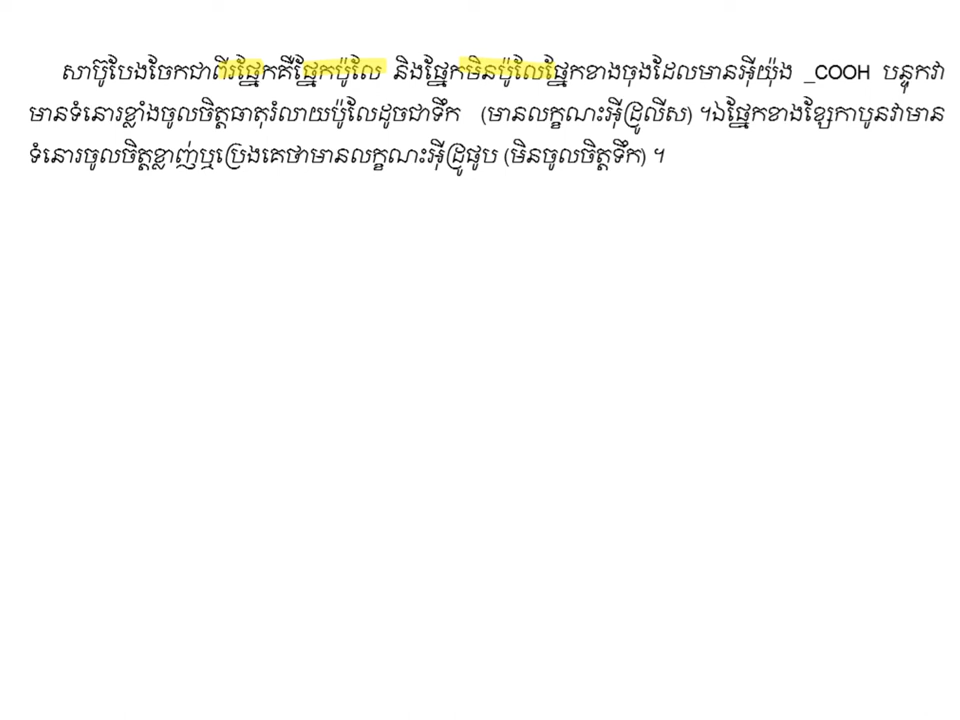 សាប៊ូបែងចែកជាពីរផ្នែកគឺផ្នែកប៉ូលែ និងផ្នែកមិនប៉ូលែផ្នែកខាងចុងដែលមានអ៊ីយ៉ុង _COOH បន្ទុកវា
មានទំនោរខ្លាំងចូលចិត្តធាតុរំលាយប៉ូលែដូចជាទឹក (មានលក្ខណះអ៊ីដ្រូលីស) ។ឯផ្នែកខាងខ្សែកាបូនវាមាន
ទំនោរចូលចិត្តខ្លាញ់ឬប្រេងគេថាមានលក្ខណះអ៊ីដ្រូផូប (មិនចូលចិត្តទឹក) ។